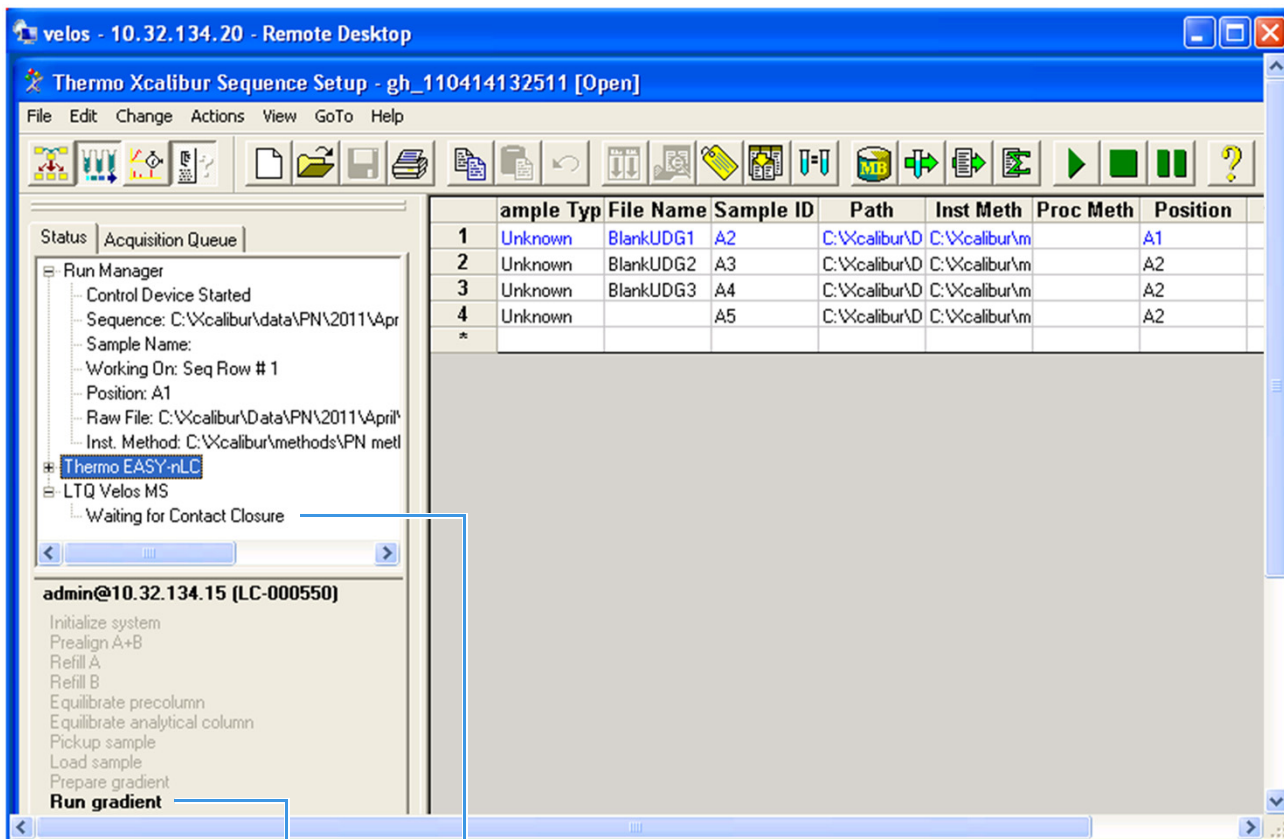 velos - 10.32.134.20 - Remote Desktop
Thermo Xcalibur Sequence Setup - gh_110414132511 [Open]
File Edit Change Actions View GoTo Help
MB
Status Acquisition Queue
Run Manager
Control Device Started
Sequence: C:\Xcalibur\data\PN\2011\Apr
Sample Name:
Working On: Seq Row # 1
Position: A1
Raw File: C:\Xcalibur\Data\PN\2011\April\
Inst. Method: C:\Xcalibur\methods\PN met
Thermo EASY-nLC
LTQ Velos MS
Waiting for Contact Closure
admin@10.32.134.15 (LC-000550)
Initialize system
Prealign A+B
Refill A
Refill B
Equilibrate precolumn
Equilibrate analytical column
Pickup sample
Load sample
Prepare gradient
Run gradient
ample Typ File Name Sample ID Path Inst Meth Proc Meth Position
1 Unknown BlankUDG1 A2 C:\Xcalibur\D C:\Xcalibur\m A1
2 Unknown BlankUDG2 A3 C:\Xcalibur\D C:\Xcalibur\m A2
3 Unknown BlankUDG3 A4 C:\Xcalibur\D C:\Xcalibur\m A2
4 Unknown A5 C:\Xcalibur\D C:\Xcalibur\m A2
*